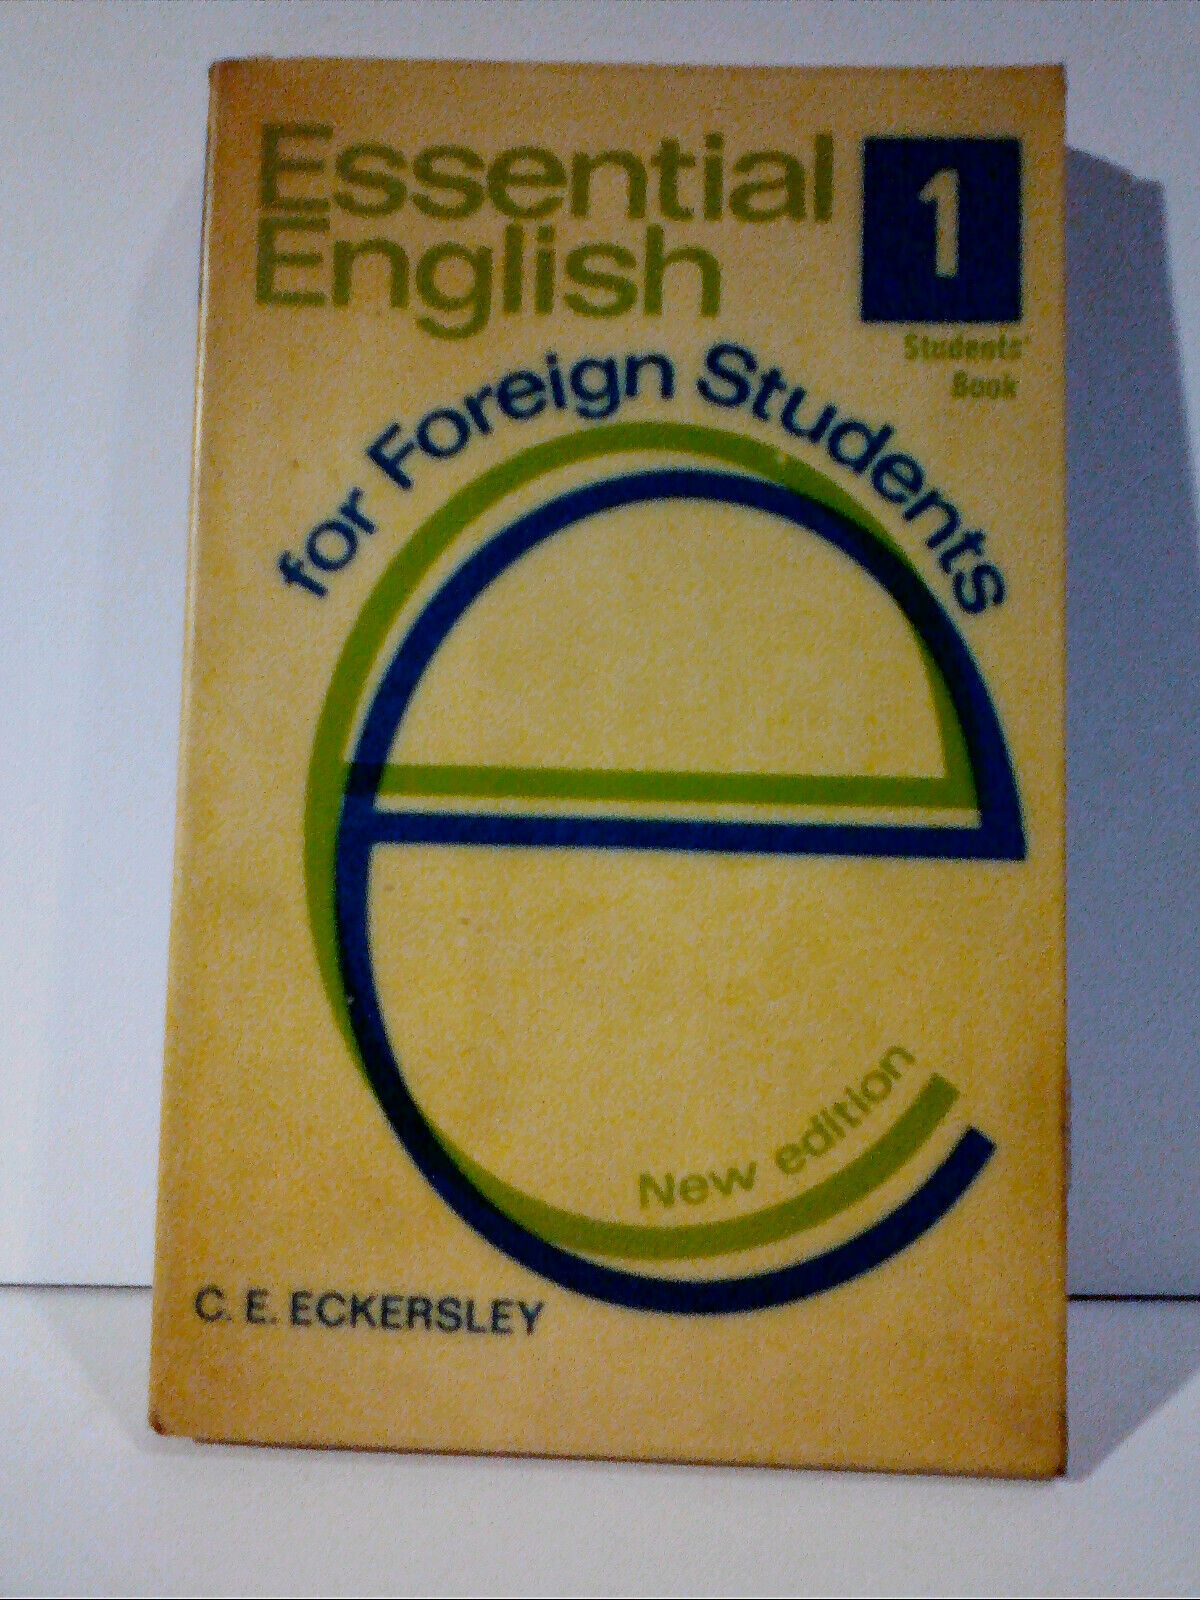 Essential
English
1
Students'
Book
for Foreign Students
New edition
C. E. ECKERSLEY